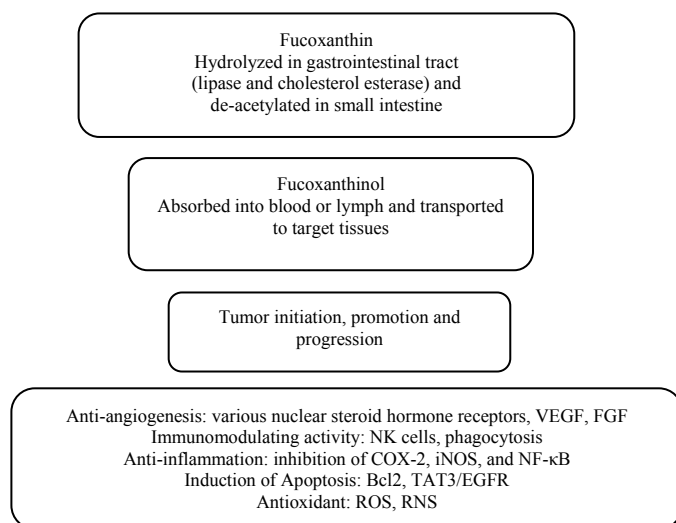 Fucoxanthin
Hydrolyzed in gastrointestinal tract
(lipase and cholesterol esterase) and
de-acetylated in small intestine
Fucoxanthinol
Absorbed into blood or lymph and transported
to target tissues
Tumor initiation, promotion and
progression
Anti-angiogenesis: various nuclear steroid hormone receptors, VEGF, FGF
Immunomodulating activity: NK cells, phagocytosis
Anti-inflammation: inhibition of COX-2, iNOS, and NF-κB
Induction of Apoptosis: Bcl2, TAT3/EGFR
Antioxidant: ROS, RNS